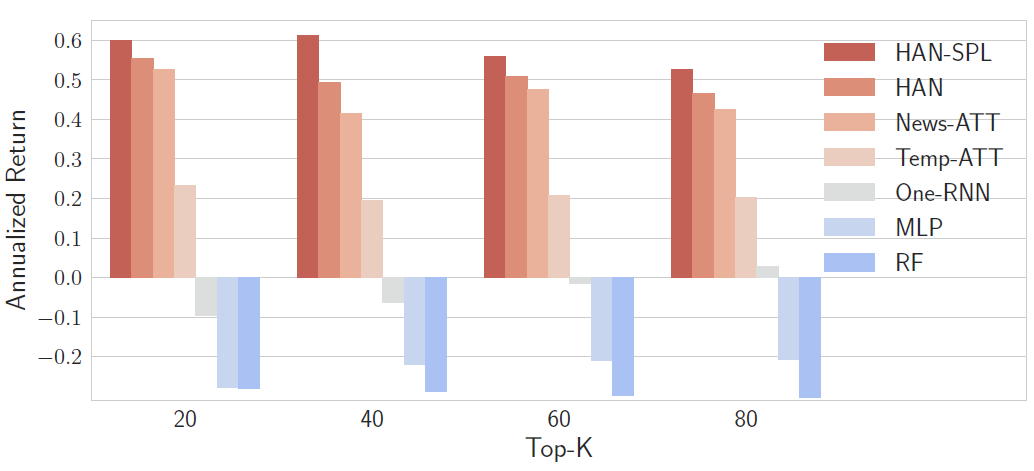 0.6
0.5
0.4
0.3
0.2
0.1
0.0
−0.1
−0.2
Annualized Return
20 40 60 80
Top-K
HAN-SPL
HAN
News-ATT
Temp-ATT
One-RNN
MLP
RF